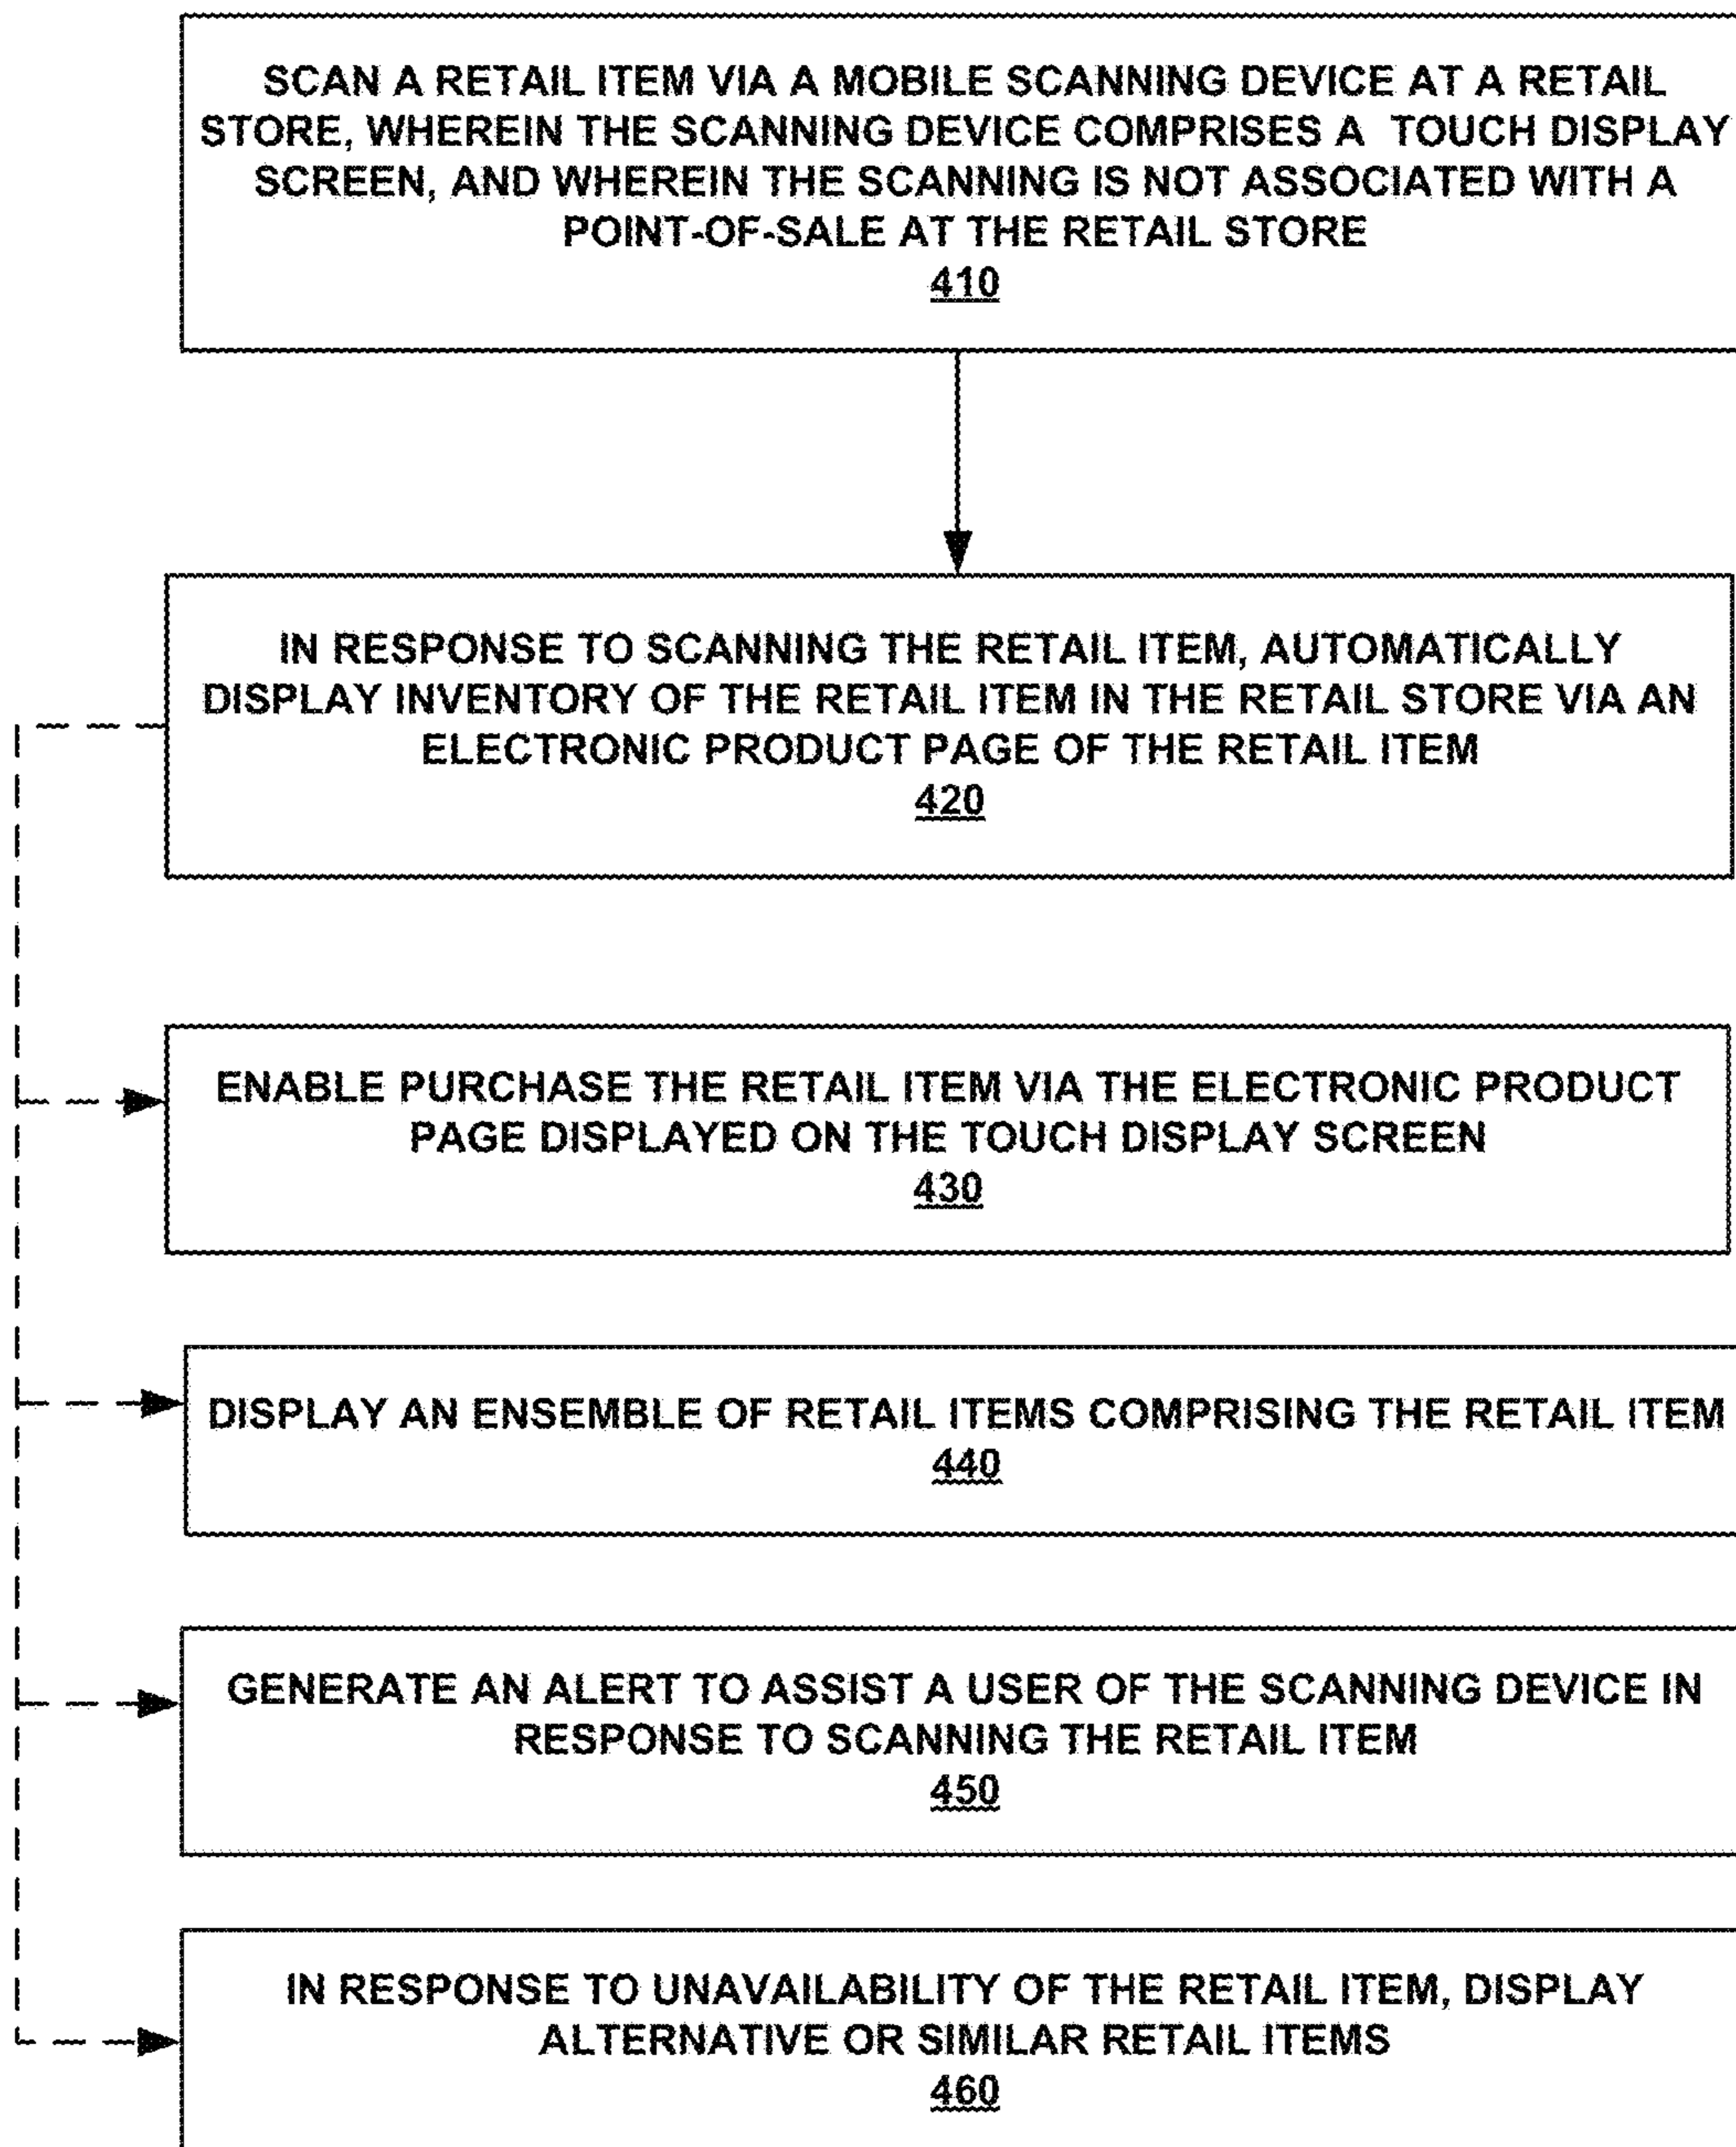 SCAN A RETAIL ITEM VIA A MOBILE SCANNING DEVICE AT A RETAIL
STORE, WHEREIN THE SCANNING DEVICE COMPRISES A TOUCH DISPLAY
SCREEN, AND WHEREIN THE SCANNING IS NOT ASSOCIATED WITH A
POINT-OF-SALE AT THE RETAIL STORE
410
IN RESPONSE TO SCANNING THE RETAIL ITEM, AUTOMATICALLY
DISPLAY INVENTORY OF THE RETAIL ITEM IN THE RETAIL STORE VIA AN
ELECTRONIC PRODUCT PAGE OF THE RETAIL ITEM
420
ENABLE PURCHASE THE RETAIL ITEM VIA THE ELECTRONIC PRODUCT
PAGE DISPLAYED ON THE TOUCH DISPLAY SCREEN
430
DISPLAY AN ENSEMBLE OF RETAIL ITEMS COMPRISING THE RETAIL ITEM
440
GENERATE AN ALERT TO ASSIST A USER OF THE SCANNING DEVICE IN
RESPONSE TO SCANNING THE RETAIL ITEM
450
IN RESPONSE TO UNAVAILABILITY OF THE RETAIL ITEM, DISPLAY
ALTERNATIVE OR SIMILAR RETAIL ITEMS
460